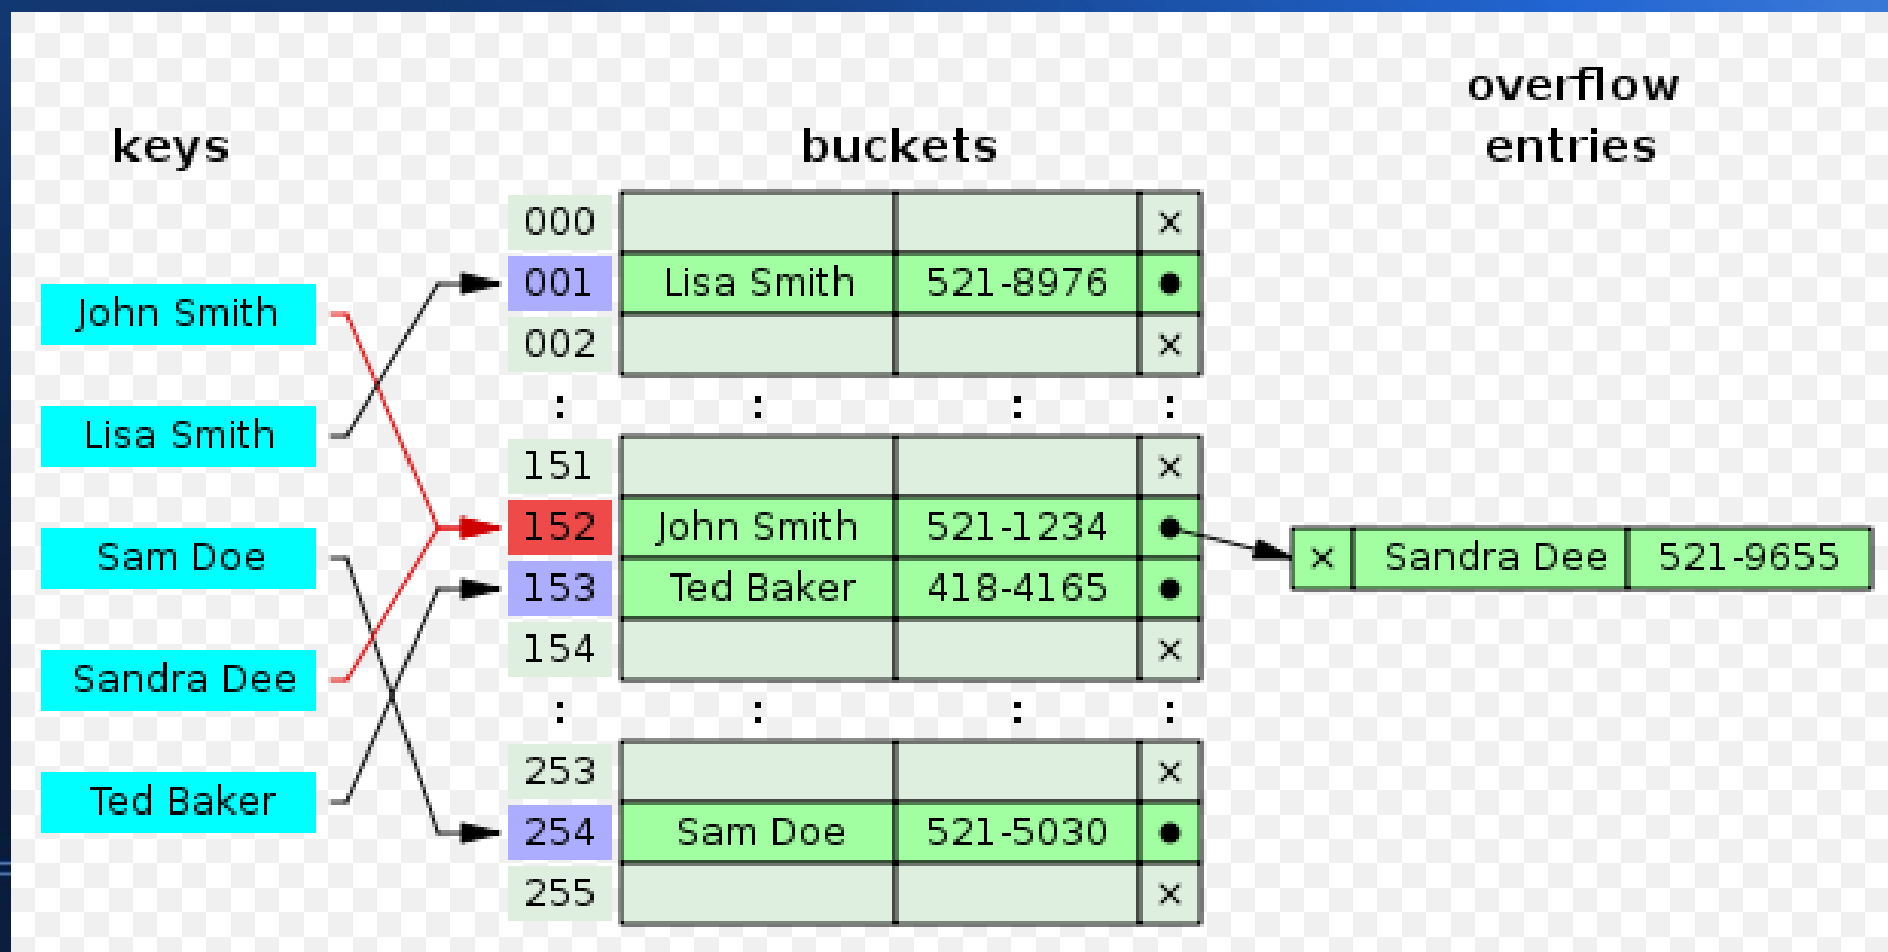 overflow
entries
keys
buckets
000 ×
001 Lisa Smith 521-8976
002 ×
: : : :
151 ×
152 John Smith 521-1234
153 Ted Baker 418-4165
154 ×
: : : :
253 ×
254 Sam Doe 521-5030
255 ×
John Smith
Lisa Smith
Sam Doe
Sandra Dee
Ted Baker
× Sandra Dee 521-9655